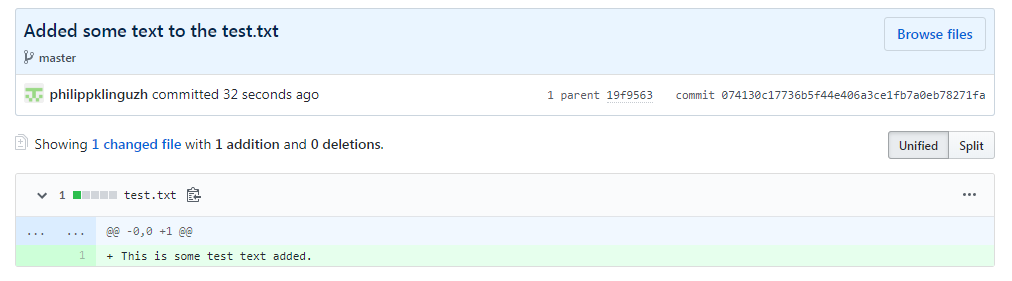 Added some text to the test.txt
Browse files
master
philippklinguzh committed 32 seconds ago
1 parent 19f9563 commit 074130c17736b5f44e406a3ce1fb7a0eb78271fa
Showing 1 changed file with 1 addition and 0 deletions.
Unified Split
1 test.txt
... ... @@ -0,0 +1 @@
1 + This is some test text added.